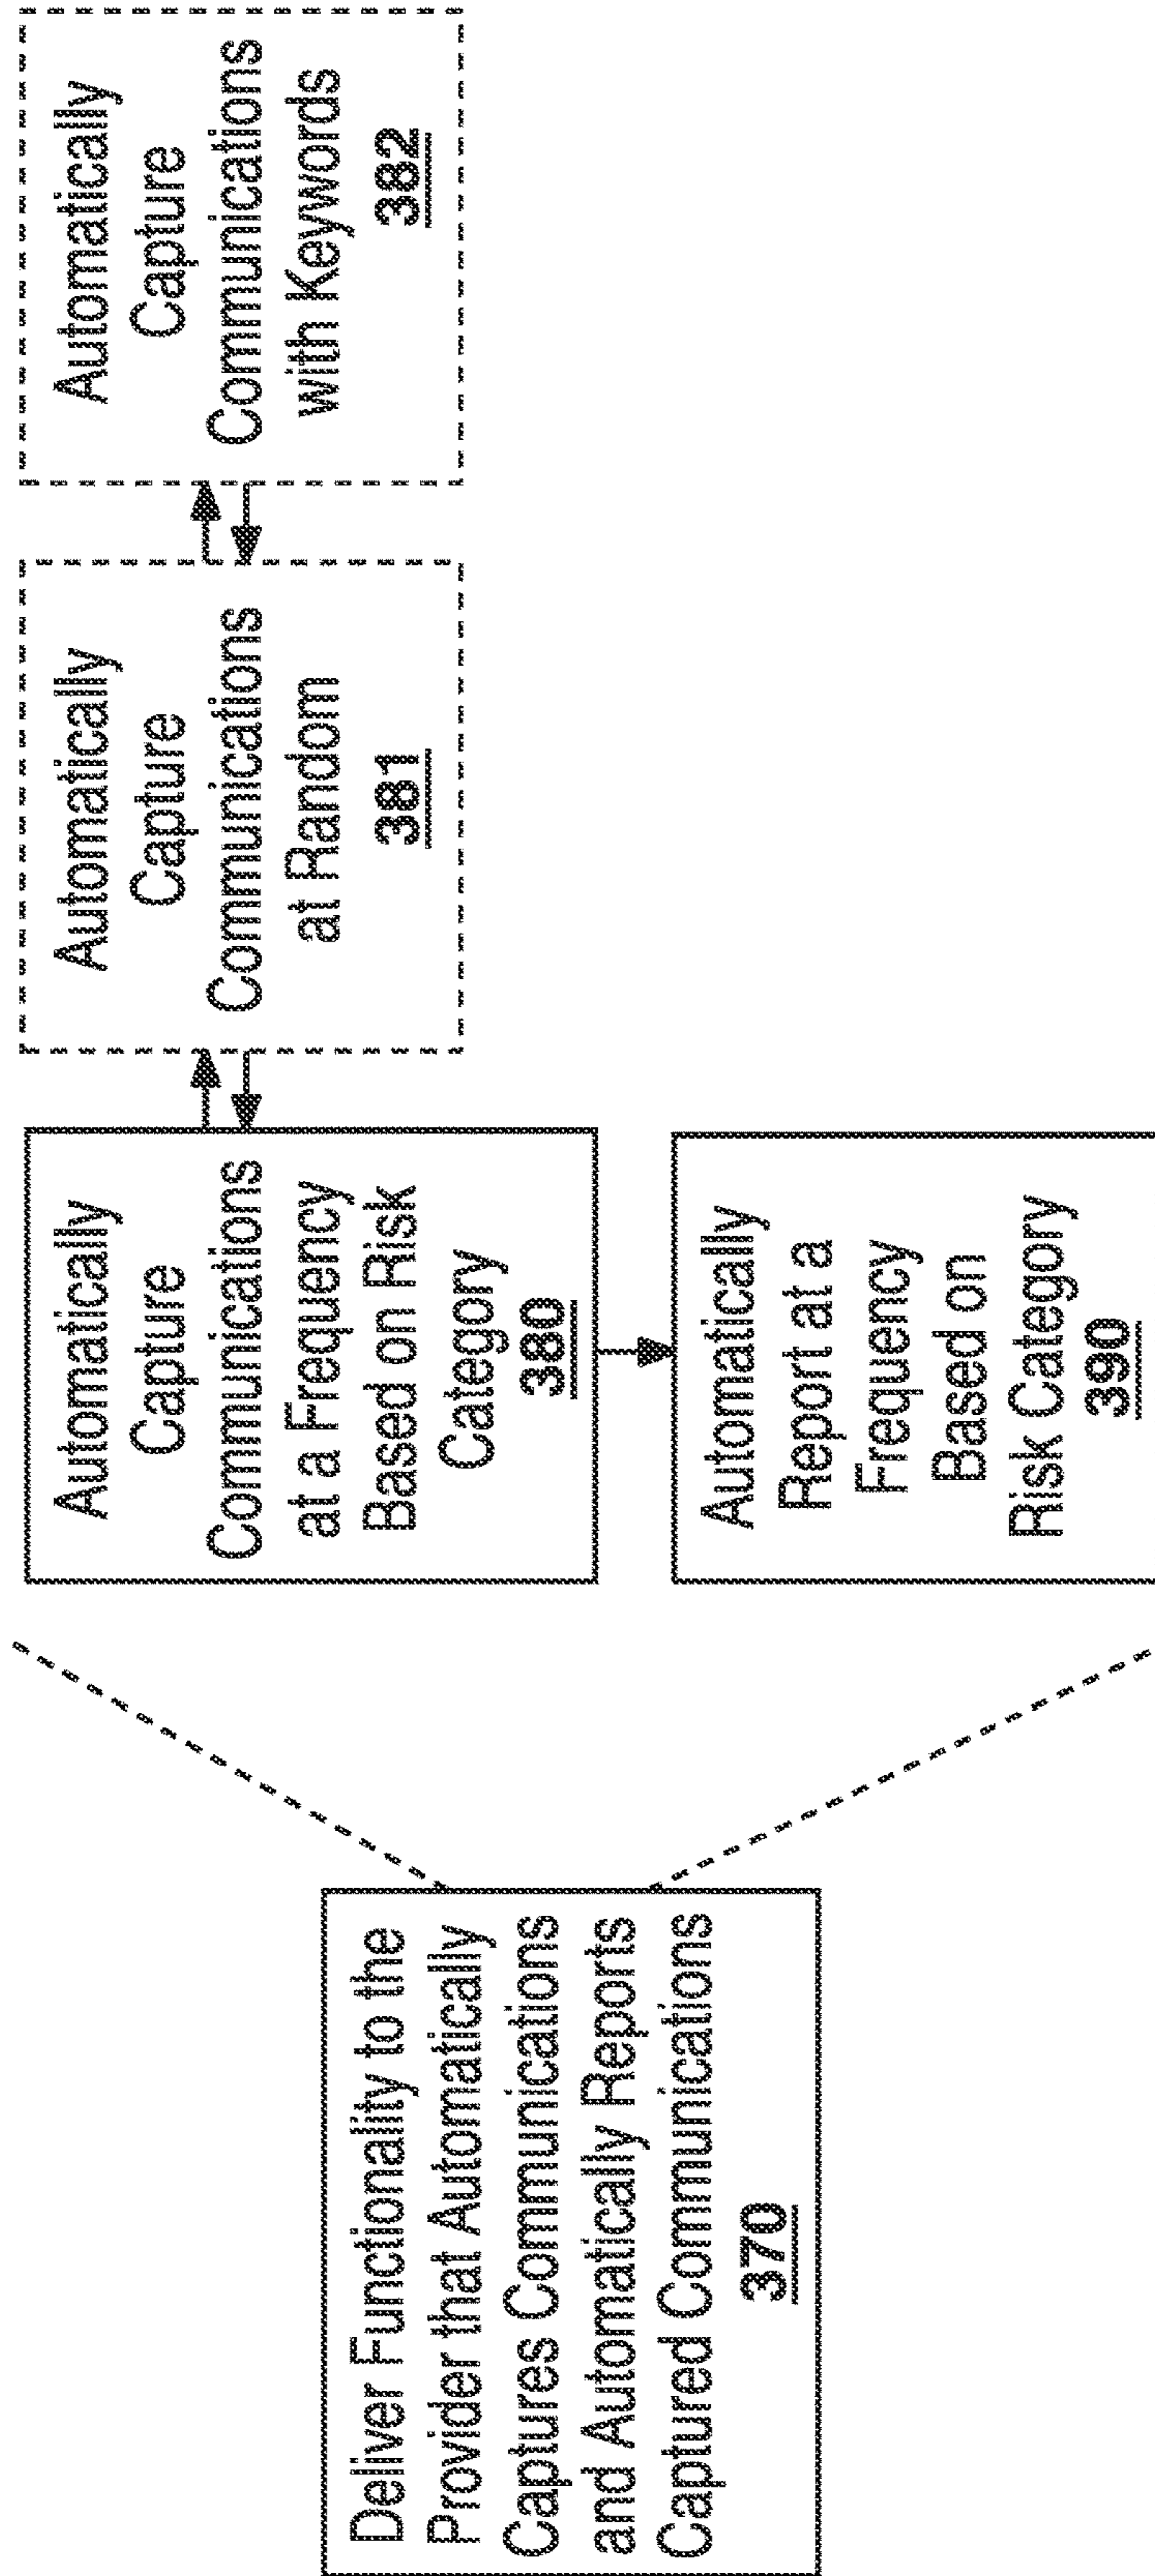 Deliver Functionality to the
Provider that Automatically
Captures Communications
and Automatically Reports
Captured Communications
370
Automatically
Capture
Communications
at a Frequency
Based on Risk
Category
380
Automatically
Capture
Communications
at Random
381
Automatically
Capture
Communications
with Keywords
382
Automatically
Report at a
Frequency
Based on
Risk Category
390